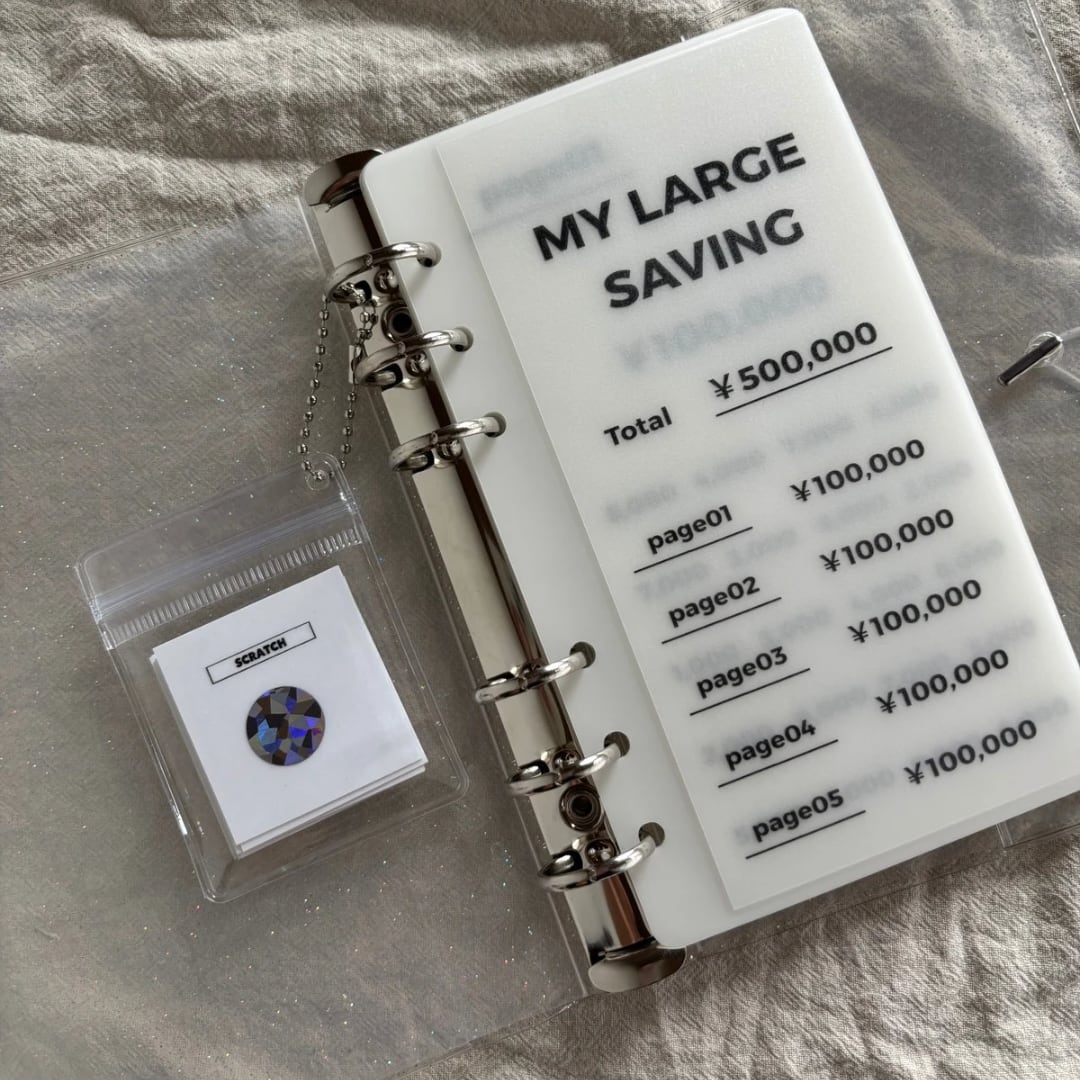 MY LARGE
SAVING
Total ¥500,000
page01 ¥100,000
page02 ¥100,000
page03 ¥100,000
page04 ¥100,000
page05 ¥100,000
SCRATCH